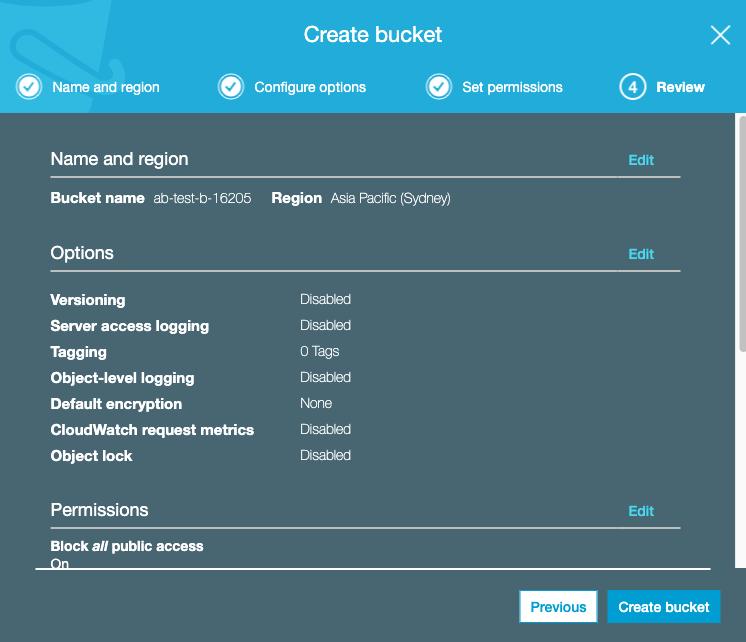 Create bucket
Name and region Configure options Set permissions 4 Review
Name and region Edit
Bucket name ab-test-b-16205 Region Asia Pacific (Sydney)
Options Edit
Versioning Disabled
Server access logging Disabled
Tagging 0 Tags
Object-level logging Disabled
Default encryption None
CloudWatch request metrics Disabled
Object lock Disabled
Permissions Edit
Block all public access
On
Previous Create bucket